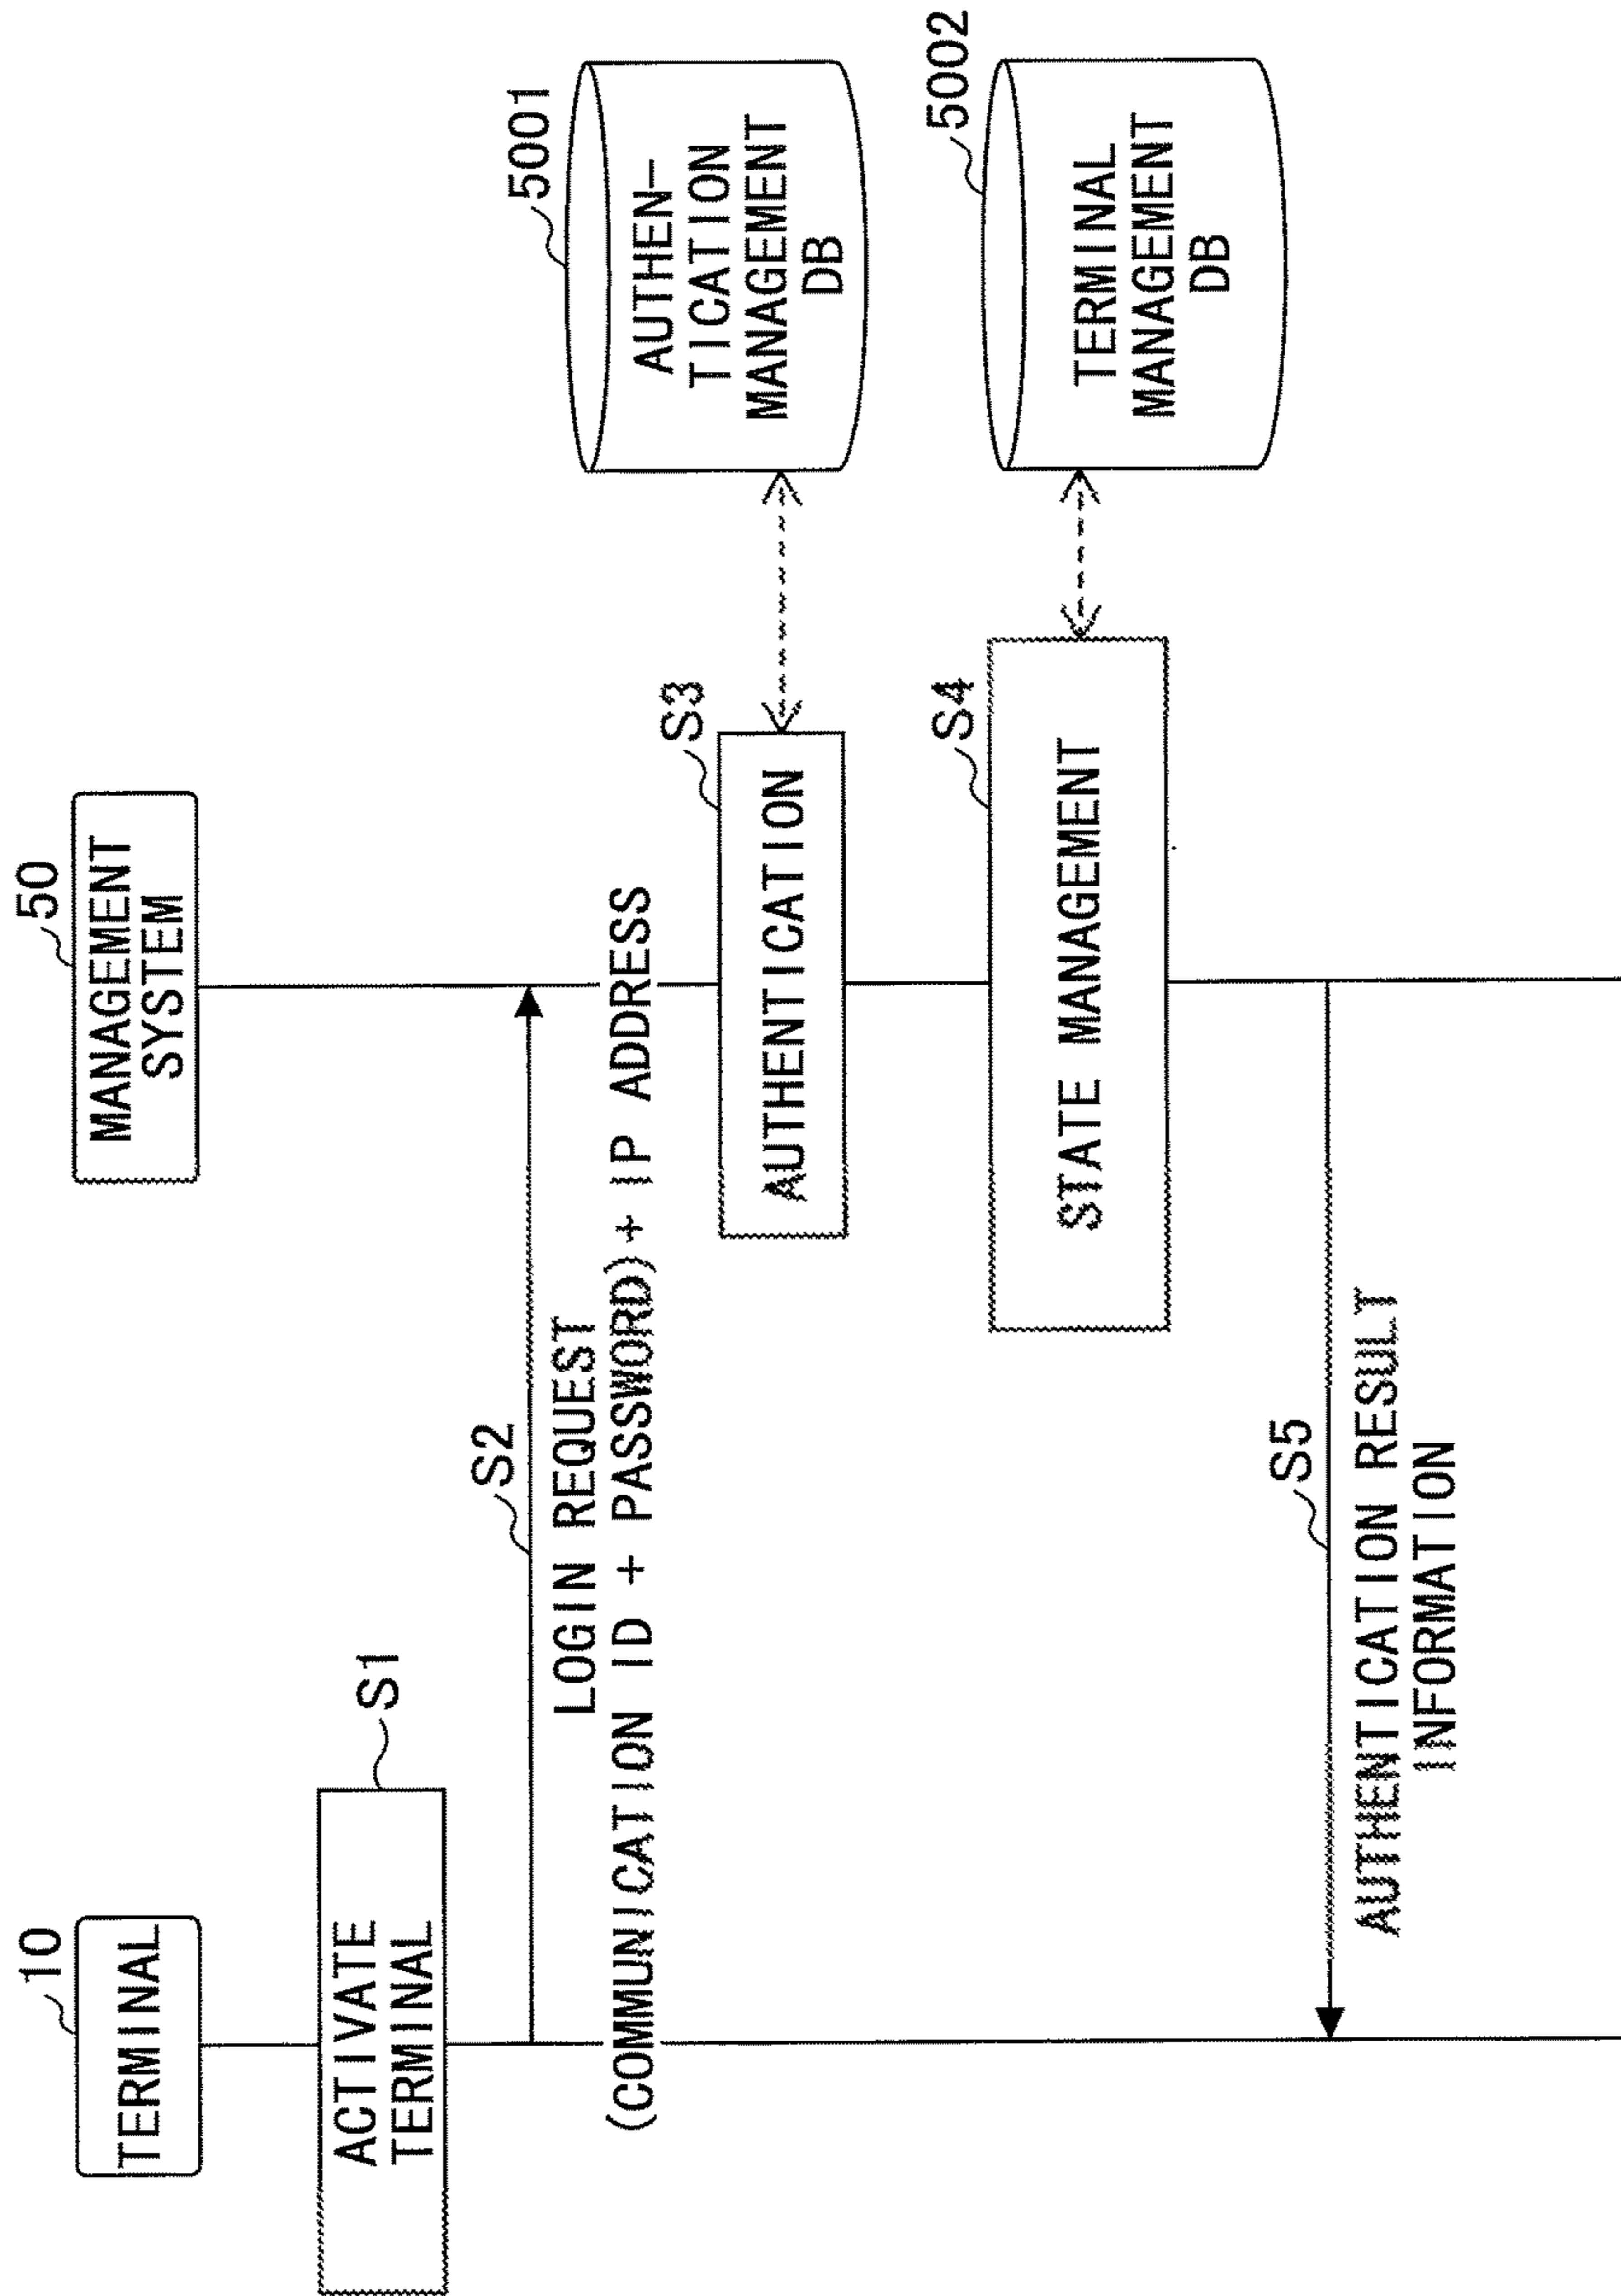 10
TERMINAL
50
MANAGEMENT
SYSTEM
S1
ACTIVATE
TERMINAL
S2
LOGIN REQUEST
(COMMUNICATION ID + PASSWORD)+ IP ADDRESS
S3
AUTHENTICATION
5001
AUTHEN-
TICATION
MANAGEMENT
DB
S4
STATE MANAGEMENT
5002
TERMINAL
MANAGEMENT
DB
S5
AUTHENTICATION RESULT
INFORMATION